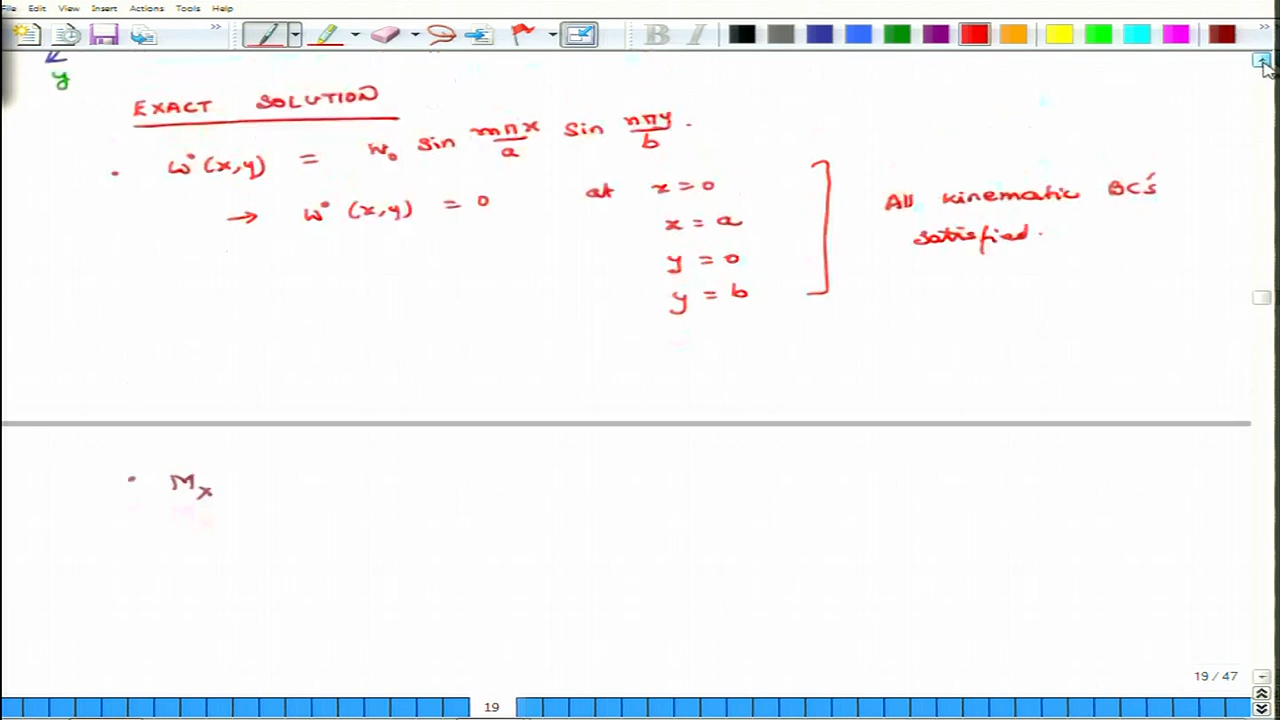 File Edit View Insert Actions Tools Help
y
EXACT SOLUTION
• w°(x,y) = W₀ sin mπx/a sin nπy/b .
→ w°(x,y) = 0 at x=0
x = a
y = 0
y = b
All kinematic BC's
satisfied.
• Mx
19 / 47
19